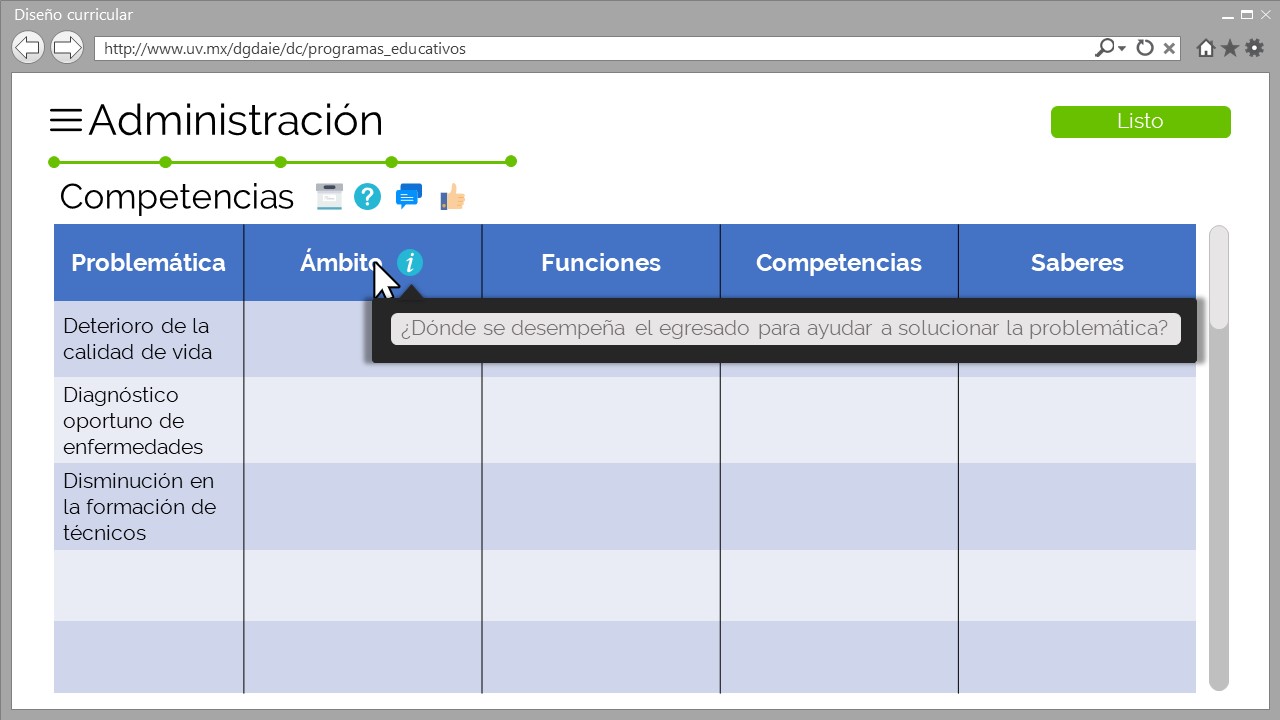 Diseño curricular
http://www.uv.mx/dgdaie/dc/programas_educativos
Administración
Listo
Competencias
Problemática
Ámbito
Funciones
Competencias
Saberes
¿Dónde se desempeña el egresado para ayudar a solucionar la problemática?
Deterioro de la
calidad de vida
Diagnóstico
oportuno de
enfermedades
Disminución en
la formación de
técnicos